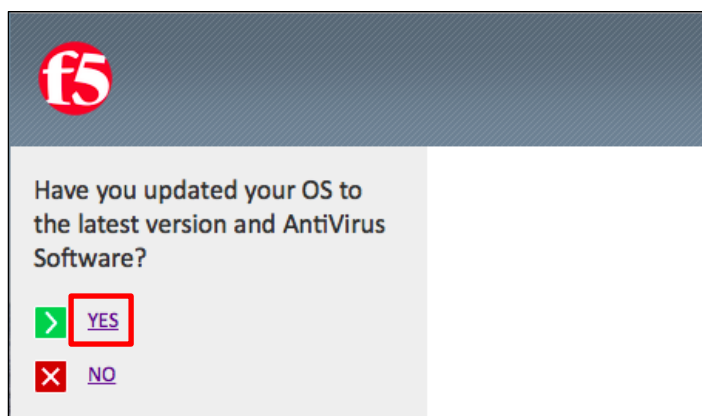 f5
Have you updated your OS to
the latest version and AntiVirus
Software?
YES
NO